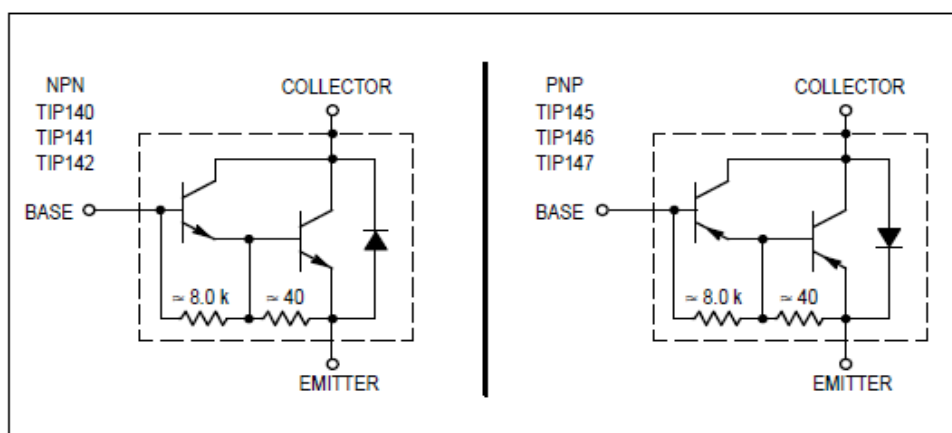 NPN
TIP140
TIP141
TIP142
COLLECTOR
BASE
≃ 8.0 k
≃ 40
EMITTER
PNP
TIP145
TIP146
TIP147
COLLECTOR
BASE
≃ 8.0 k
≃ 40
EMITTER